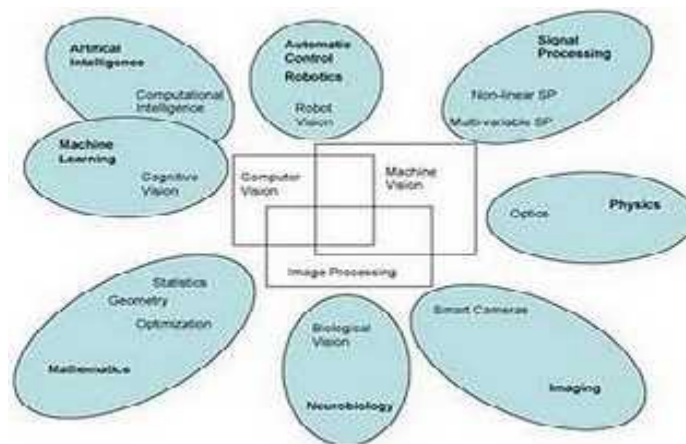 Artificial
Intelligence
Computational
Intelligence
Automatic
Control
Robotics
Robot
Vision
Signal
Processing
Non-linear SP
Multi-variable SP
Machine
Learning
Cognitive
Vision
Computer
Vision
Machine
Vision
Image Processing
Optics
Physics
Statistics
Geometry
Optimization
Mathematics
Biological
Vision
Neurobiology
Smart Cameras
Imaging